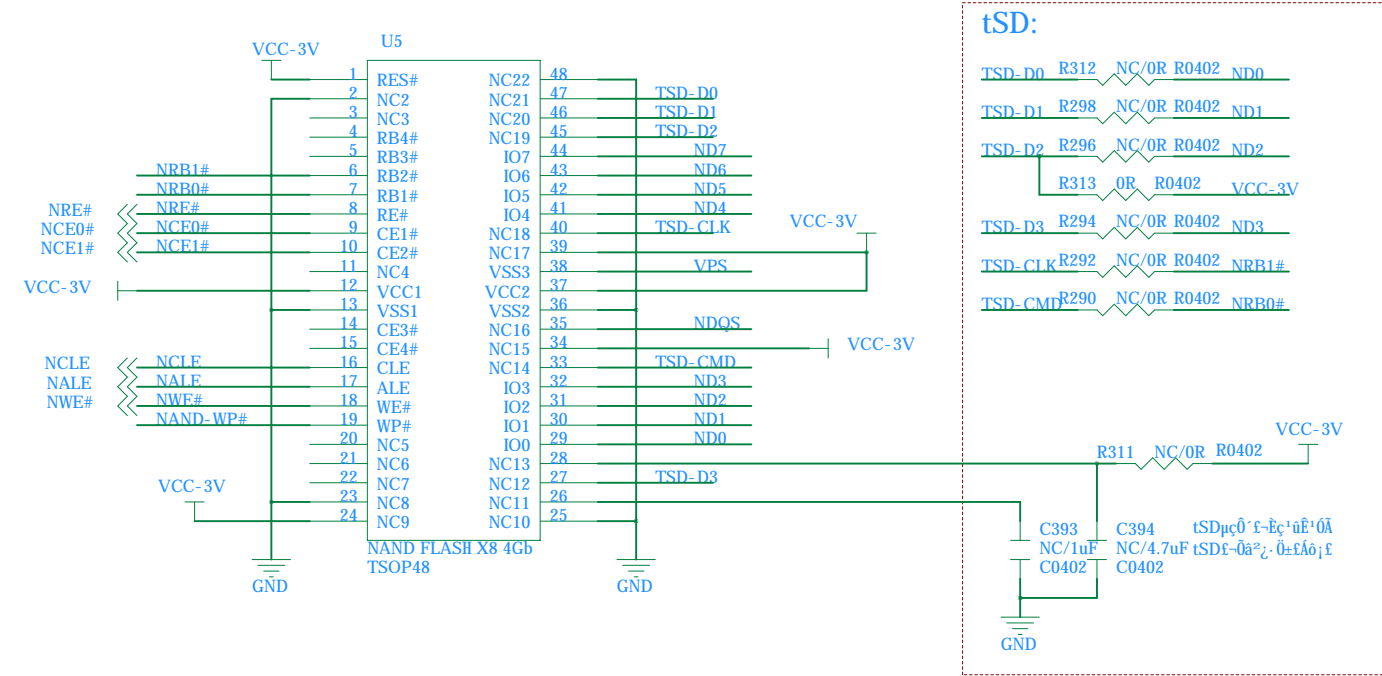 U5
VCC-3V
1 RES# NC22 48
2 NC2 NC21 47 TSD-D0
3 NC3 NC20 46 TSD-D1
4 RB4# NC19 45 TSD-D2
5 RB3# IO7 44 ND7
NRB1# 6 RB2# IO6 43 ND6
NRB0# 7 RB1# IO5 42 ND5
NRE# NRE# 8 RE# IO4 41 ND4
NCE0# NCE0# 9 CE1# NC18 40 TSD-CLK
VCC-3V
NCE1# NCE1# 10 CE2# NC17 39
11 NC4 VSS3 38 VPS
VCC-3V 12 VCC1 VCC2 37
13 VSS1 VSS2 36
14 CE3# NC16 35 NDQS
15 CE4# NC15 34 VCC-3V
NCLE NCLE 16 CLE NC14 33 TSD-CMD
NALE NALE 17 ALE IO3 32 ND3
NWE# NWE# 18 WE# IO2 31 ND2
NAND-WP# 19 WP# IO1 30 ND1
20 NC5 IO0 29 ND0
21 NC6 NC13 28
22 NC7 NC12 27 TSD-D3
VCC-3V
23 NC8 NC11 26
24 NC9 NC10 25
NAND FLASH X8 4Gb
TSOP48
GND
GND
tSD:
TSD-D0 R312 NC/0R R0402 ND0
TSD-D1 R298 NC/0R R0402 ND1
TSD-D2 R296 NC/0R R0402 ND2
R313 0R R0402 VCC-3V
TSD-D3 R294 NC/0R R0402 ND3
TSD-CLK R292 NC/0R R0402 NRB1#
TSD-CMD R290 NC/0R R0402 NRB0#
VCC-3V
R311 NC/0R R0402
C393
NC/1uF
C0402
C394
NC/4.7uF
C0402
GND